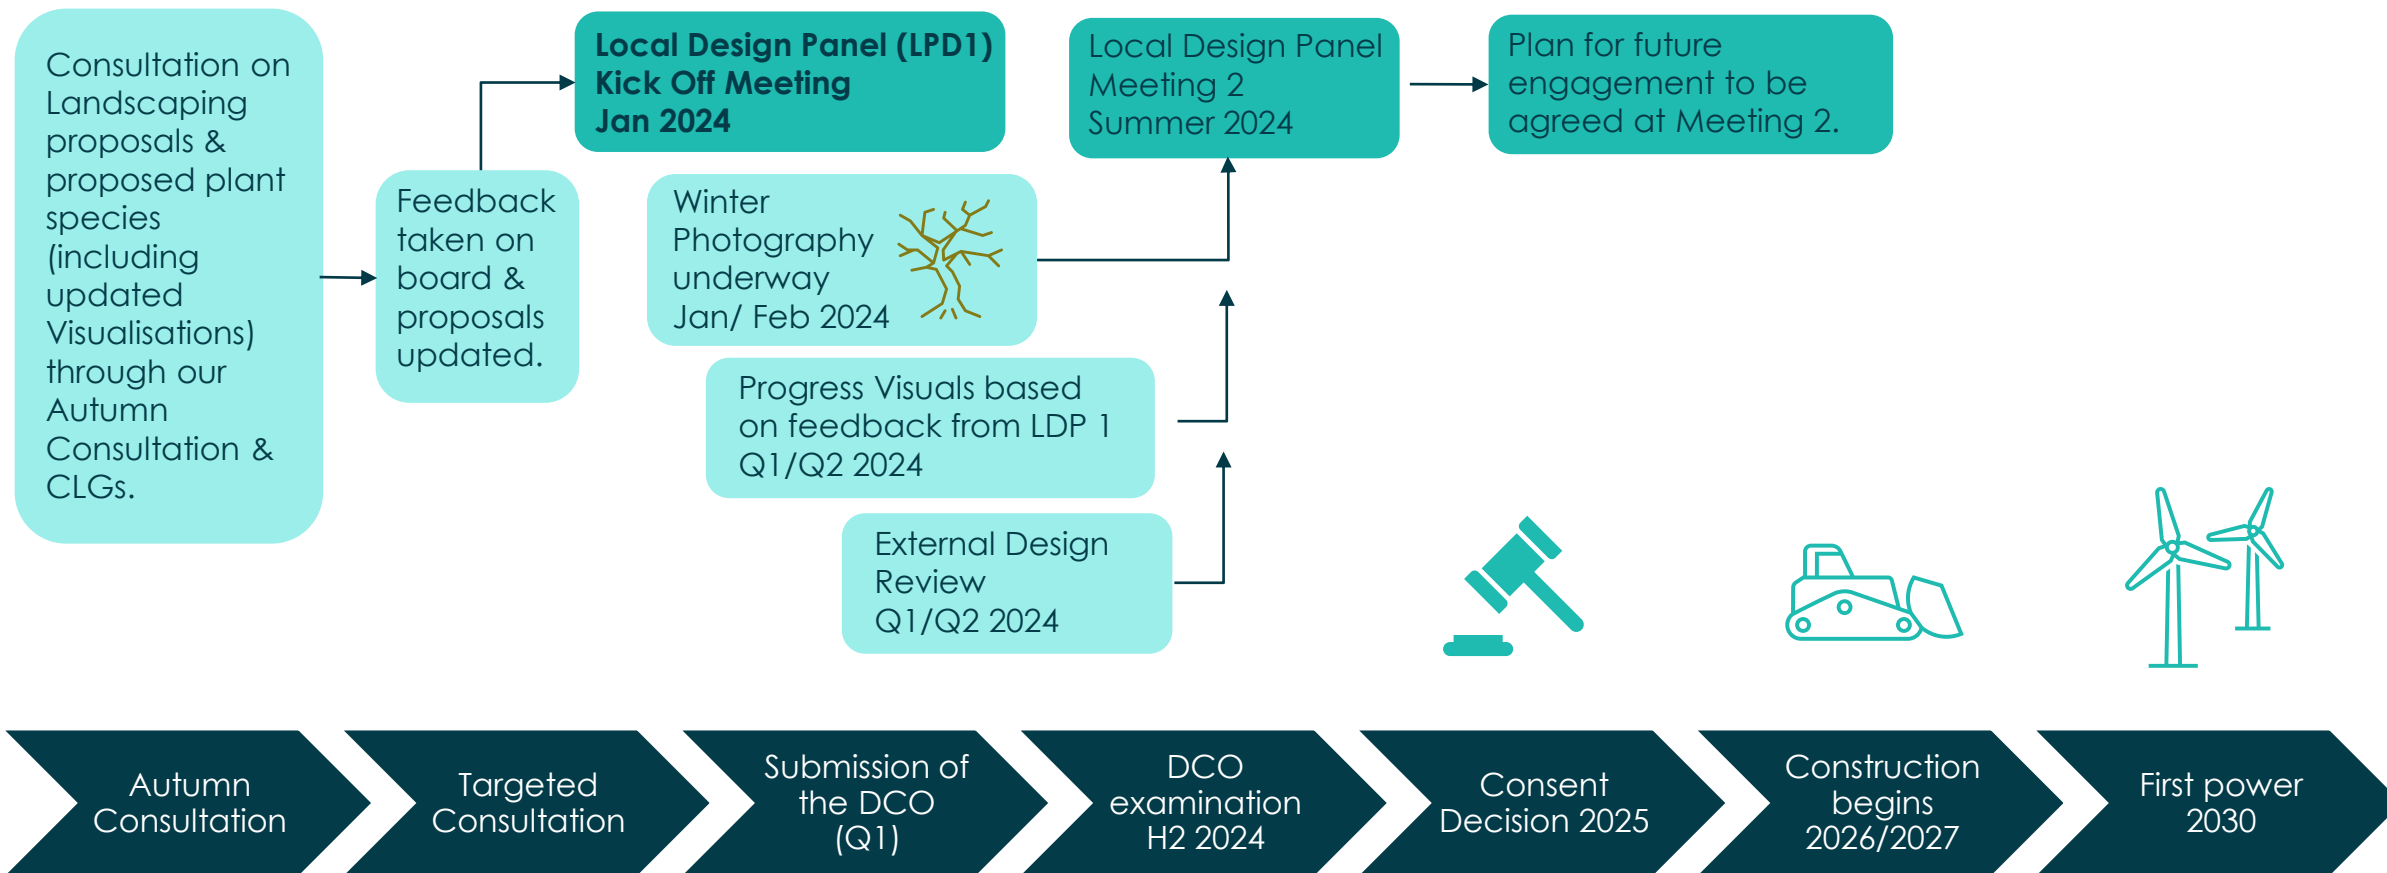 Consultation on
Landscaping
proposals &
proposed plant
species
(including
updated
Visualisations)
through our
Autumn
Consultation &
CLGs.
Feedback
taken on
board &
proposals
updated.
Local Design Panel (LPD1)
Kick Off Meeting
Jan 2024
Winter
Photography
underway
Jan/ Feb 2024
Progress Visuals based
on feedback from LDP 1
Q1/Q2 2024
External Design
Review
Q1/Q2 2024
Local Design Panel
Meeting 2
Summer 2024
Plan for future
engagement to be
agreed at Meeting 2.
Autumn
Consultation
Targeted
Consultation
Submission of
the DCO
(Q1)
DCO
examination
H2 2024
Consent
Decision 2025
Construction
begins
2026/2027
First power
2030